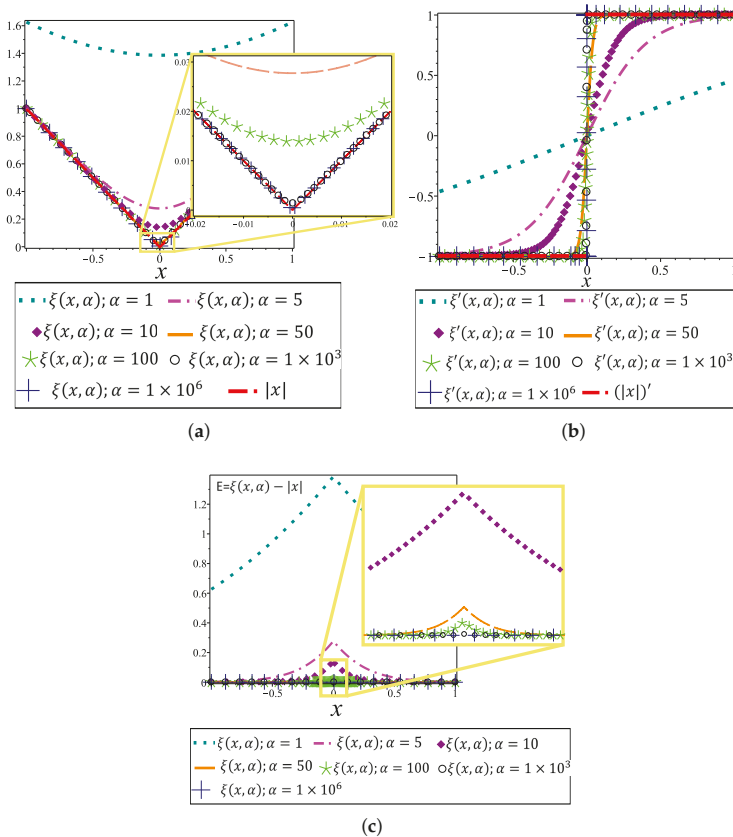 1.6
1.4
1.2
1.0
0.8
0.6
0.4
0.2
0
0.02
0.01
−0.02 −0.01 0 0.01 0.02
−0.5 0 0.5 1
x
ξ(x, α); α = 1 ξ(x, α); α = 5
ξ(x, α); α = 10 ξ(x, α); α = 50
ξ(x, α); α = 100 ξ(x, α); α = 1 × 10³
ξ(x, α); α = 1 × 10⁶ |x|
(a)
1
0.5
0
−0.5
−1
−0.5 0 0.5 1
x
ξ′(x, α); α = 1 ξ′(x, α); α = 5
ξ′(x, α); α = 10 ξ′(x, α); α = 50
ξ′(x, α); α = 100 ξ′(x, α); α = 1 × 10³
ξ′(x, α); α = 1 × 10⁶ (|x|)′
(b)
E=ξ(x, α) − |x|
1.2
1.0
0.8
0.6
0.4
0.2
0
−0.5 0 0.5 1
x
ξ(x, α); α = 1 ξ(x, α); α = 5 ξ(x, α); α = 10
ξ(x, α); α = 50 ξ(x, α); α = 100 ξ(x, α); α = 1 × 10³
ξ(x, α); α = 1 × 10⁶
(c)